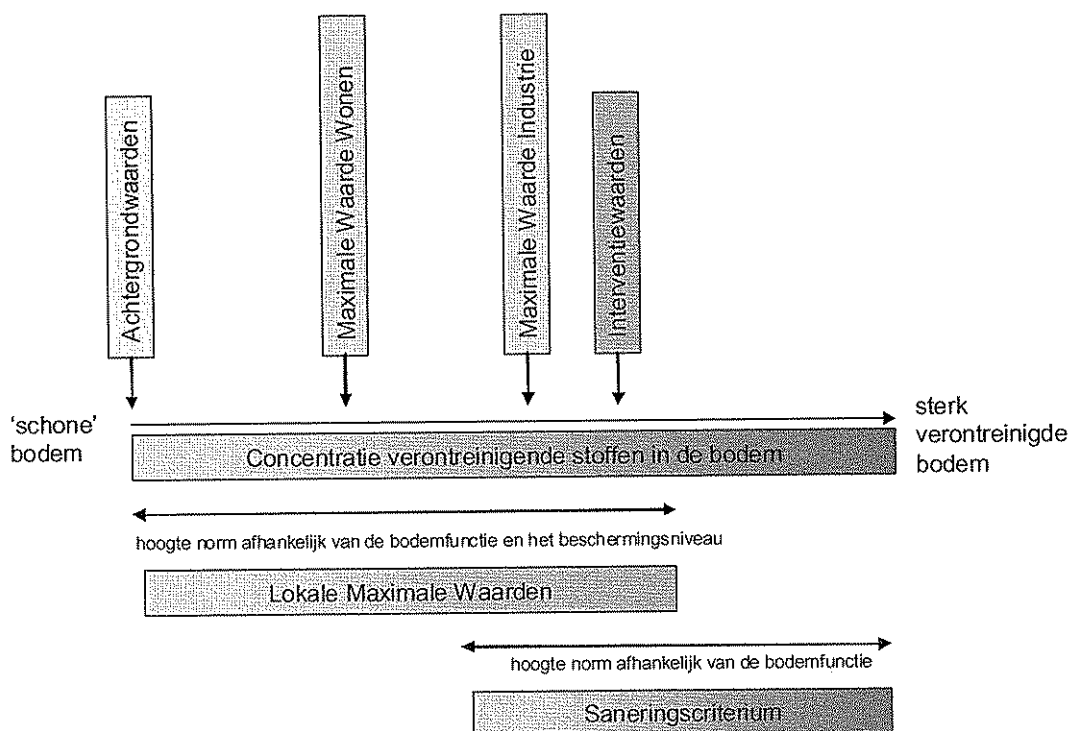 Achtergrondwaarden
Maximale Waarde Wonen
Maximale Waarde Industrie
Interventiewaarden
'schone'
bodem
sterk
verontreinigde
bodem
Concentratie verontreinigende stoffen in de bodem
hoogte norm afhankelijk van de bodemfunctie en het beschermingsniveau
Lokale Maximale Waarden
hoogte norm afhankelijk van de bodemfunctie
Saneringscriterium